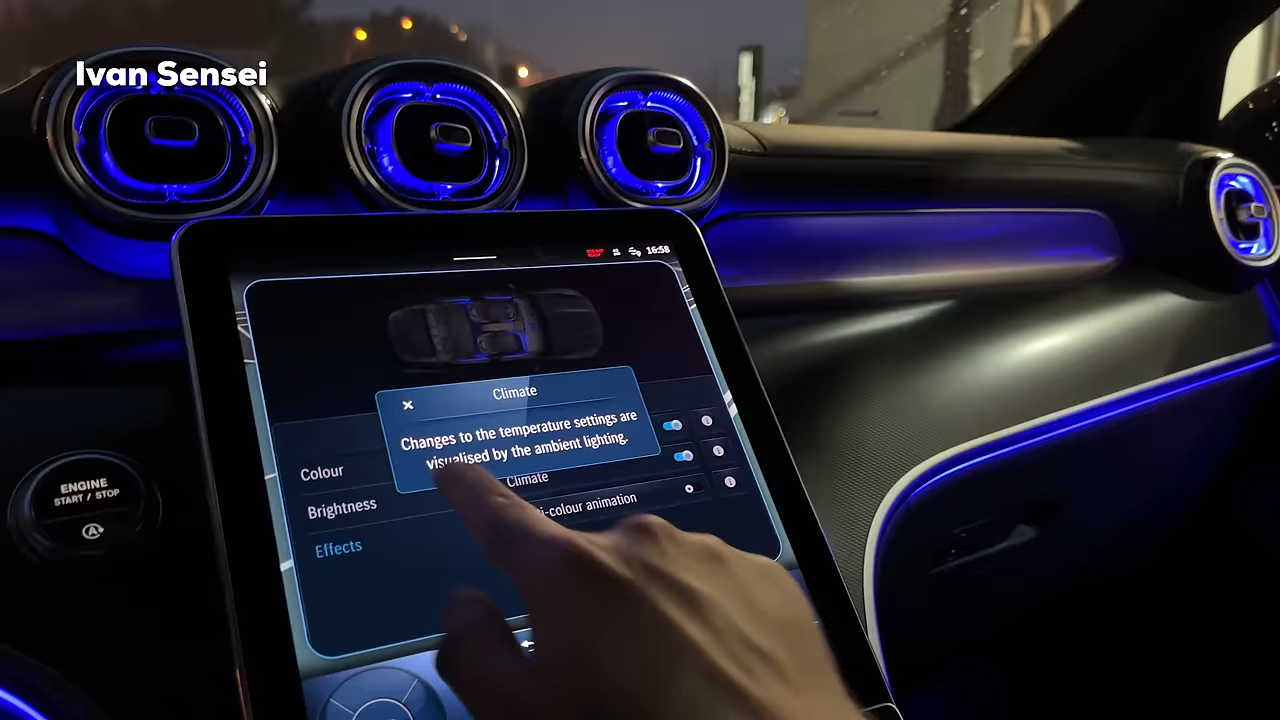 Ivan Sensei
16:58
Climate
Changes to the temperature settings are
visualised by the ambient lighting.
Colour
Climate
Brightness
-colour animation
Effects
ENGINE
START / STOP
A